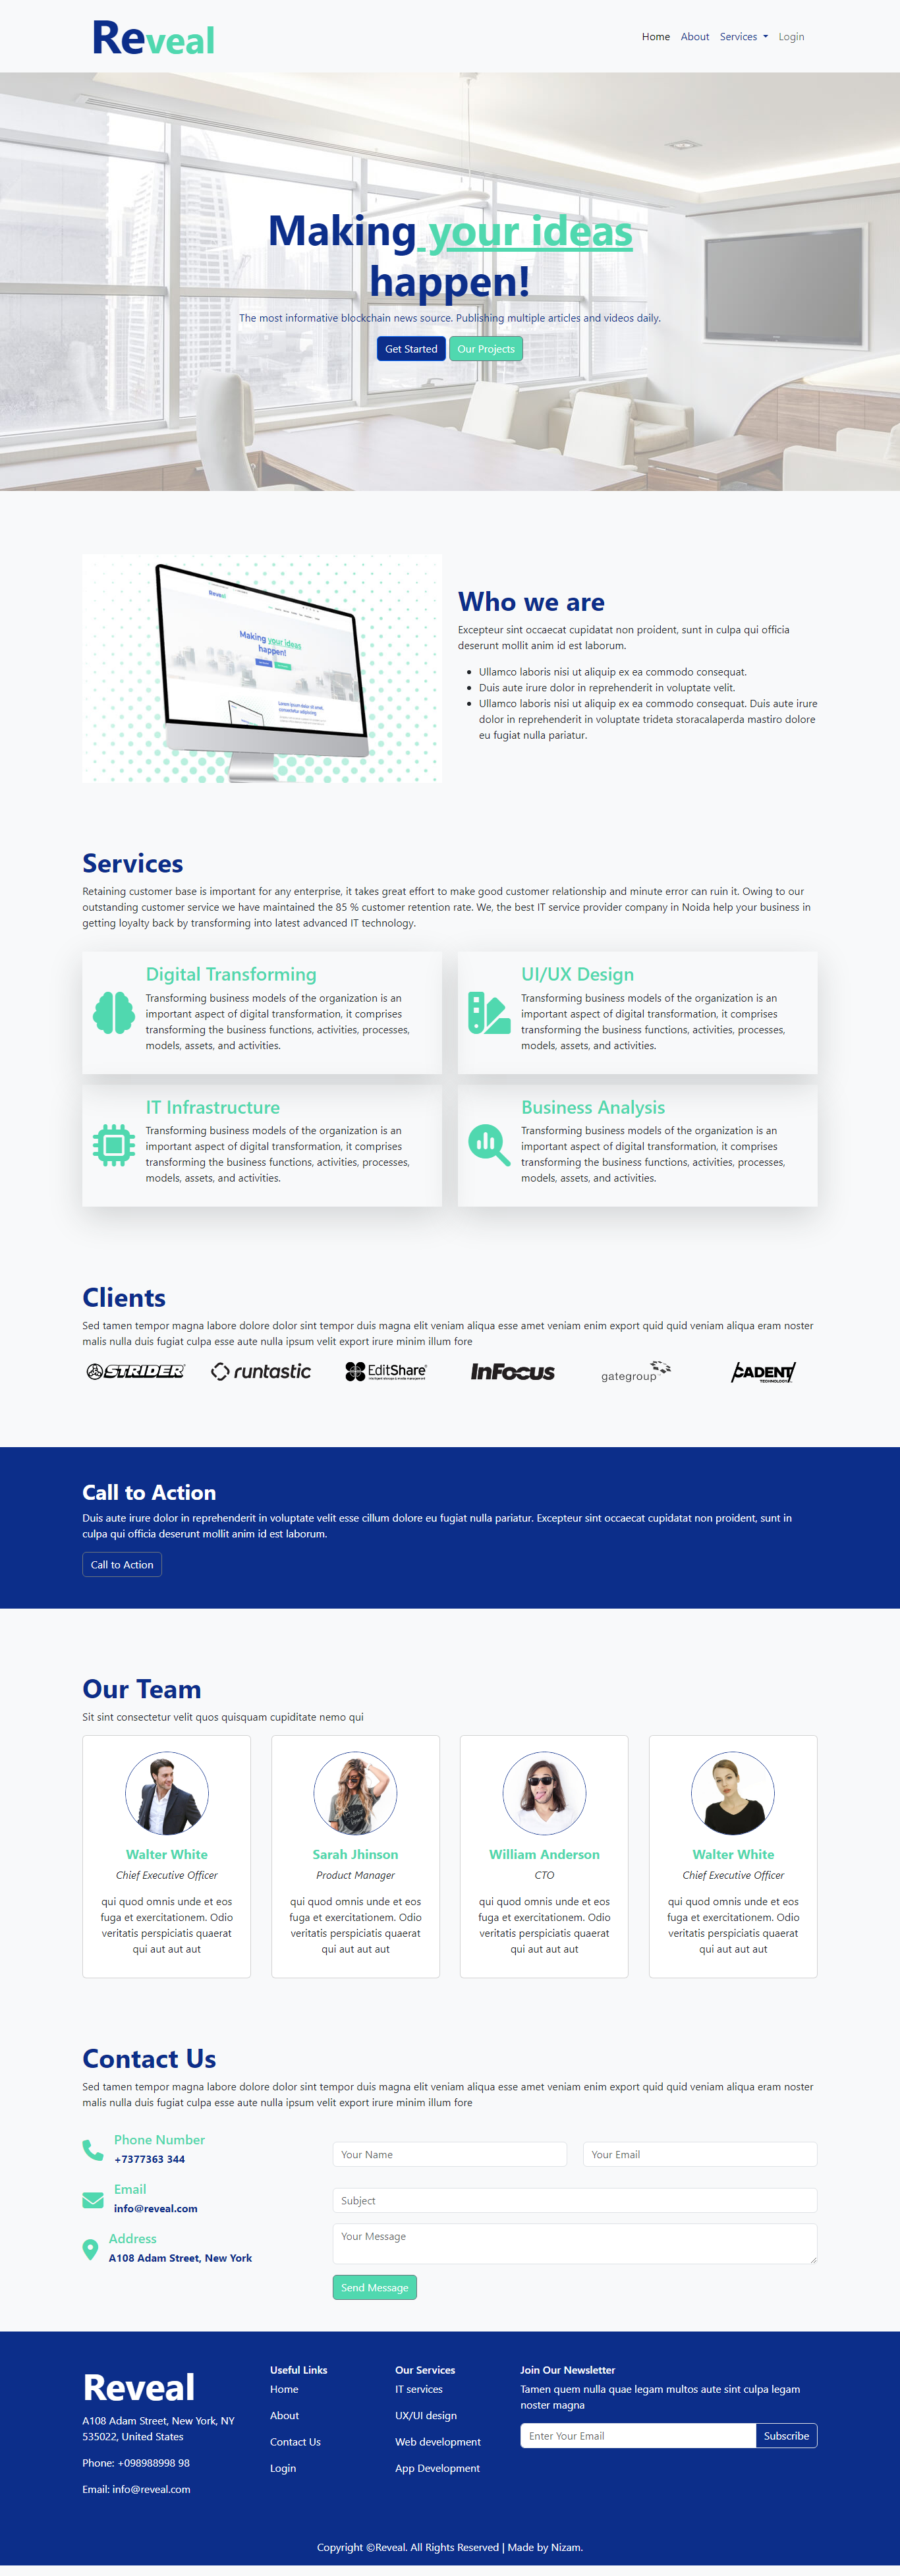 Reveal
Home About Services Login
Making your ideas
happen!
The most informative blockchain news source. Publishing multiple articles and videos daily.
Get Started Our Projects
Reveal
Making your ideas
happen!
Who we are
Excepteur sint occaecat cupidatat non proident, sunt in culpa qui officia
deserunt mollit anim id est laborum.
Ullamco laboris nisi ut aliquip ex ea commodo consequat.
Duis aute irure dolor in reprehenderit in voluptate velit.
Ullamco laboris nisi ut aliquip ex ea commodo consequat. Duis aute irure
dolor in reprehenderit in voluptate trideta storacalaperda mastiro dolore
eu fugiat nulla pariatur.
Services
Retaining customer base is important for any enterprise, it takes great effort to make good customer relationship and minute error can ruin it. Owing to our
outstanding customer service we have maintained the 85 % customer retention rate. We, the best IT service provider company in Noida help your business in
getting loyalty back by transforming into latest advanced IT technology.
Digital Transforming
Transforming business models of the organization is an
important aspect of digital transformation, it comprises
transforming the business functions, activities, processes,
models, assets, and activities.
UI/UX Design
Transforming business models of the organization is an
important aspect of digital transformation, it comprises
transforming the business functions, activities, processes,
models, assets, and activities.
IT Infrastructure
Transforming business models of the organization is an
important aspect of digital transformation, it comprises
transforming the business functions, activities, processes,
models, assets, and activities.
Business Analysis
Transforming business models of the organization is an
important aspect of digital transformation, it comprises
transforming the business functions, activities, processes,
models, assets, and activities.
Clients
Sed tamen tempor magna labore dolore dolor sint tempor duis magna elit veniam aliqua esse amet veniam enim export quid quid veniam aliqua eram noster
malis nulla duis fugiat culpa esse aute nulla ipsum velit export irure minim illum fore
STRIDER runtastic EditShare InFocus gategroup CADENT
TECHNOLOGY
Call to Action
Duis aute irure dolor in reprehenderit in voluptate velit esse cillum dolore eu fugiat nulla pariatur. Excepteur sint occaecat cupidatat non proident, sunt in
culpa qui officia deserunt mollit anim id est laborum.
Call to Action
Our Team
Sit sint consectetur velit quos quisquam cupiditate nemo qui
Walter White
Chief Executive Officer
qui quod omnis unde et eos
fuga et exercitationem. Odio
veritatis perspiciatis quaerat
qui aut aut aut
Sarah Jhinson
Product Manager
qui quod omnis unde et eos
fuga et exercitationem. Odio
veritatis perspiciatis quaerat
qui aut aut aut
William Anderson
CTO
qui quod omnis unde et eos
fuga et exercitationem. Odio
veritatis perspiciatis quaerat
qui aut aut aut
Walter White
Chief Executive Officer
qui quod omnis unde et eos
fuga et exercitationem. Odio
veritatis perspiciatis quaerat
qui aut aut aut
Contact Us
Sed tamen tempor magna labore dolore dolor sint tempor duis magna elit veniam aliqua esse amet veniam enim export quid quid veniam aliqua eram noster
malis nulla duis fugiat culpa esse aute nulla ipsum velit export irure minim illum fore
Phone Number
+7377363 344
Email
info@reveal.com
Address
A108 Adam Street, New York
Your Name Your Email
Subject
Your Message
Send Message
Reveal
A108 Adam Street, New York, NY
535022, United States
Phone: +098988998 98
Email: info@reveal.com
Useful Links
Home
About
Contact Us
Login
Our Services
IT services
UX/UI design
Web development
App Development
Join Our Newsletter
Tamen quem nulla quae legam multos aute sint culpa legam
noster magna
Enter Your Email Subscribe
Copyright ©Reveal. All Rights Reserved | Made by Nizam.